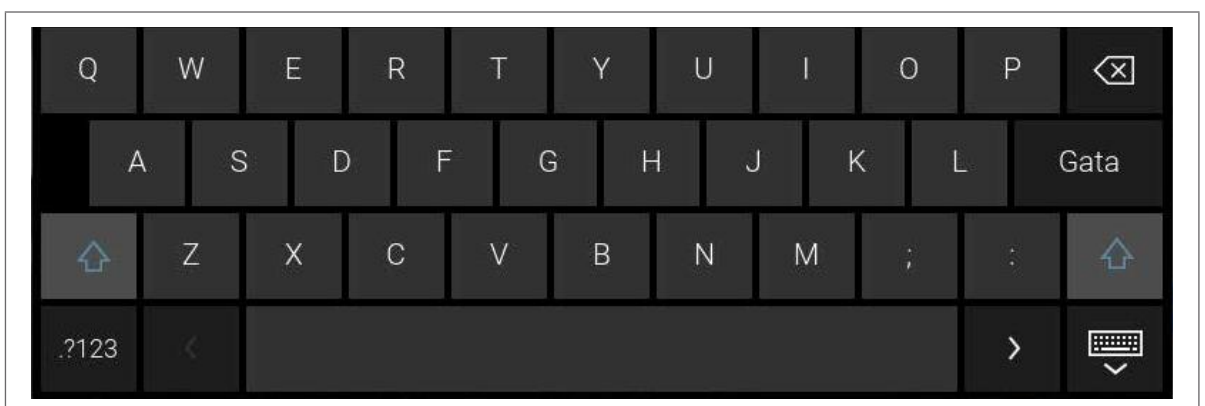 Q W E R T Y U I O P
A S D F G H J K L Gata
Z X C V B N M ; :
.?123 < >